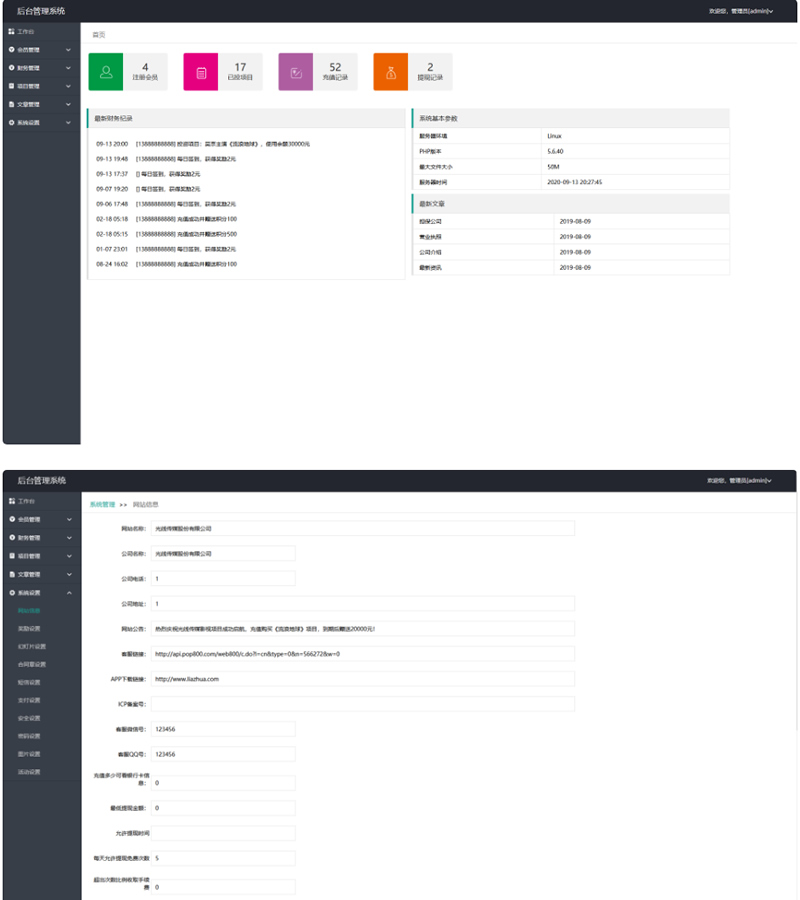 后台管理系统
欢迎您, 管理员[admin]
工作台
会员管理
财务管理
项目管理
文章管理
系统设置
首页
4
注册会员
17
已投项目
52
充值记录
2
提现记录
最新财务纪录
09-13 20:00 [13888888888] 投资项目: 吴京主演《流浪地球》, 使用余额30000元
09-13 19:48 [13888888888] 每日签到, 获得奖励2元
09-13 17:37 [] 每日签到, 获得奖励2元
09-07 19:20 [] 每日签到, 获得奖励2元
09-06 17:48 [13888888888] 每日签到, 获得奖励2元
02-18 05:18 [13888888888] 充值成功并赠送积分100
02-18 05:15 [13888888888] 充值成功并赠送积分500
01-07 23:01 [13888888888] 每日签到, 获得奖励2元
08-24 16:02 [13888888888] 充值成功并赠送积分100
系统基本参数
服务器环境 Linux
PHP版本 5.6.40
最大文件大小 50M
服务器时间 2020-09-13 20:27:45
最新文章
担保公司 2019-08-09
营业执照 2019-08-09
公司介绍 2019-08-09
最新资讯 2019-08-09
后台管理系统
欢迎您, 管理员[admin]
工作台
会员管理
财务管理
项目管理
文章管理
系统设置
网站信息
奖励设置
幻灯片设置
合同章设置
短信设置
支付设置
安全设置
密码设置
图片设置
活动设置
系统管理 >> 网站信息
网站名称: 光线传媒股份有限公司
公司名称: 光线传媒股份有限公司
公司电话: 1
公司地址: 1
网站公告: 热烈庆祝光线传媒影视项目成功启航, 充值购买《流浪地球》项目, 到期后赠送20000元!
客服链接: http://api.pop800.com/web800/c.do?l=cn&type=0&n=566272&w=0
APP下载链接: http://www.liazhua.com
ICP备案号:
客服微信号: 123456
客服QQ号: 123456
充值多少可看银行卡信
息: 0
最低提现金额: 0
允许提现时间
每天允许提现免费次数 5
超出次数比例收取手续
费 0